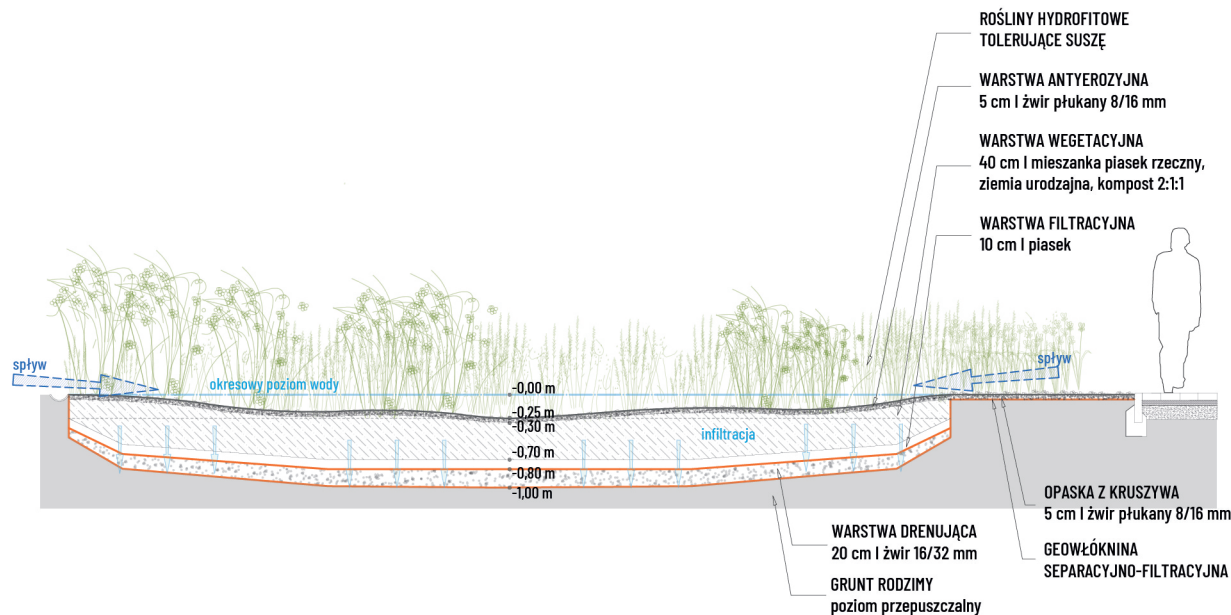 ROŚLINY HYDROFITOWE
TOLERUJĄCE SUSZĘ
WARSTWA ANTYEROZYJNA
5 cm I żwir płukany 8/16 mm
WARSTWA WEGETACYJNA
40 cm I mieszanka piasek rzeczny,
ziemia urodzajna, kompost 2:1:1
WARSTWA FILTRACYJNA
10 cm I piasek
spływ
okresowy poziom wody
spływ
-0,00 m
-0,25 m
-0,30 m
infiltracja
-0,70 m
-0,80 m
-1,00 m
OPASKA Z KRUSZYWA
5 cm I żwir płukany 8/16 mm
WARSTWA DRENUJĄCA
20 cm I żwir 16/32 mm
GEOWŁÓKNINA
SEPARACYJNO-FILTRACYJNA
GRUNT RODZIMY
poziom przepuszczalny